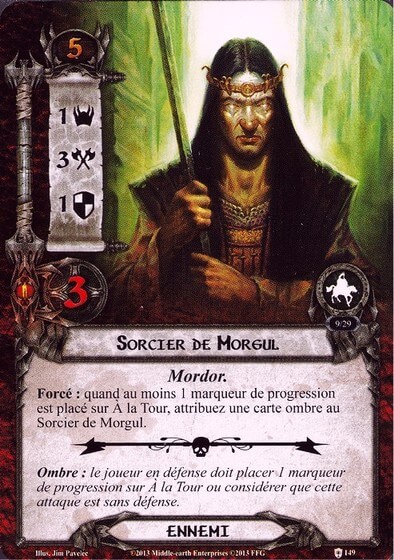 5
1
3
1
3
9/29
Sorcier de Morgul
Mordor.
Forcé : quand au moins 1 marqueur de progression
est placé sur À la Tour, attribuez une carte ombre au
Sorcier de Morgul.
Ombre : le joueur en défense doit placer 1 marqueur
de progression sur À la Tour ou considérer que cette
attaque est sans défense.
ENNEMI
Illus. Jim Pavelec ©2013 Middle-earth Enterprises ©2013 FFG 149